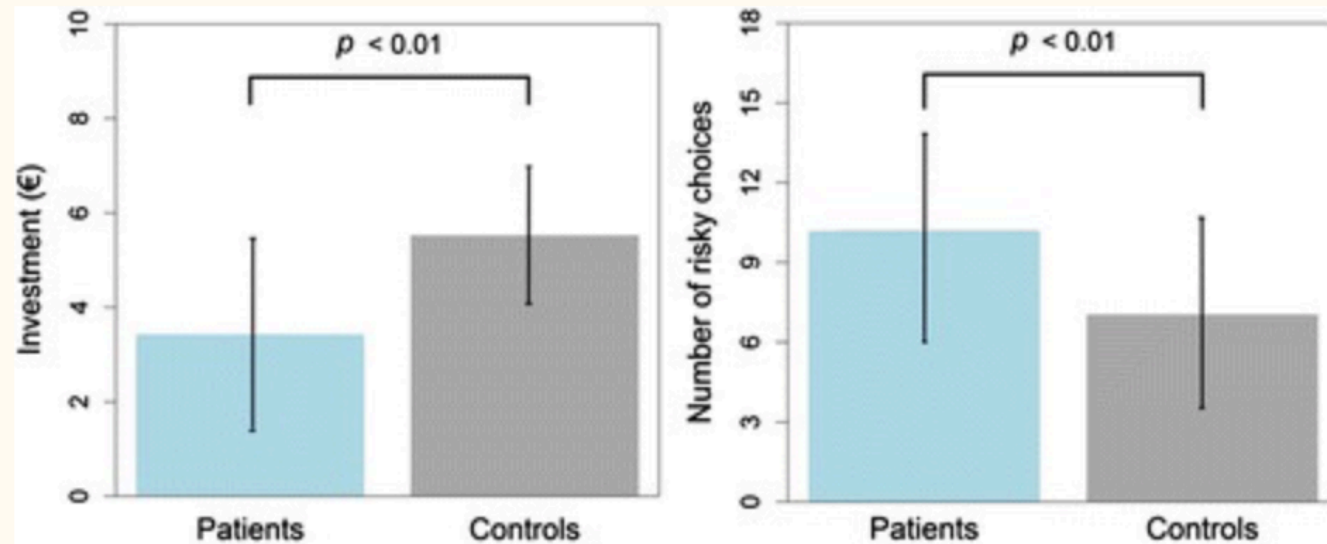 p < 0.01
Investment (€)
10
8
6
4
2
0
Patients
Controls
p < 0.01
Number of risky choices
18
15
12
9
6
3
0
Patients
Controls